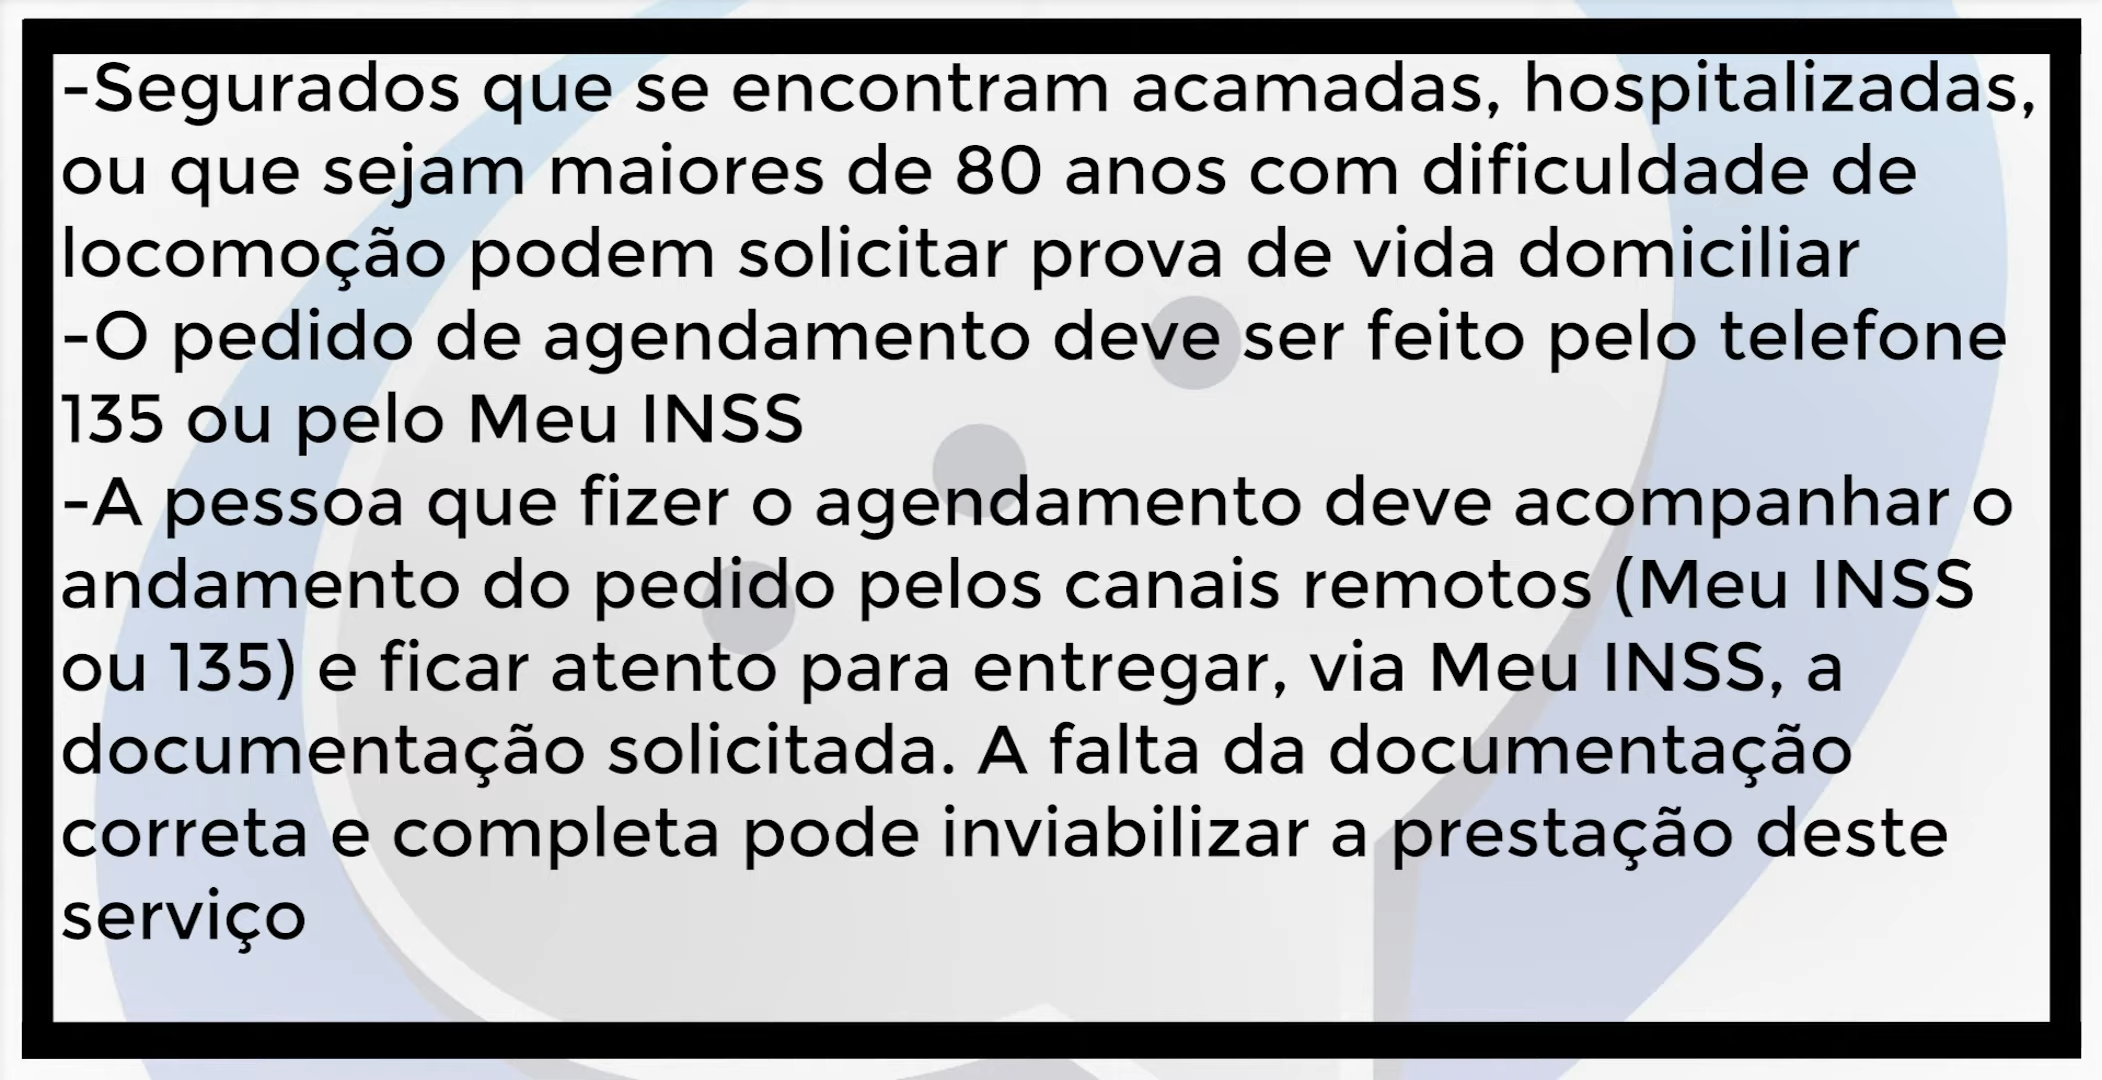 -Segurados que se encontram acamadas, hospitalizadas,
ou que sejam maiores de 80 anos com dificuldade de
locomoção podem solicitar prova de vida domiciliar
-O pedido de agendamento deve ser feito pelo telefone
135 ou pelo Meu INSS
-A pessoa que fizer o agendamento deve acompanhar o
andamento do pedido pelos canais remotos (Meu INSS
ou 135) e ficar atento para entregar, via Meu INSS, a
documentação solicitada. A falta da documentação
correta e completa pode inviabilizar a prestação deste
serviço